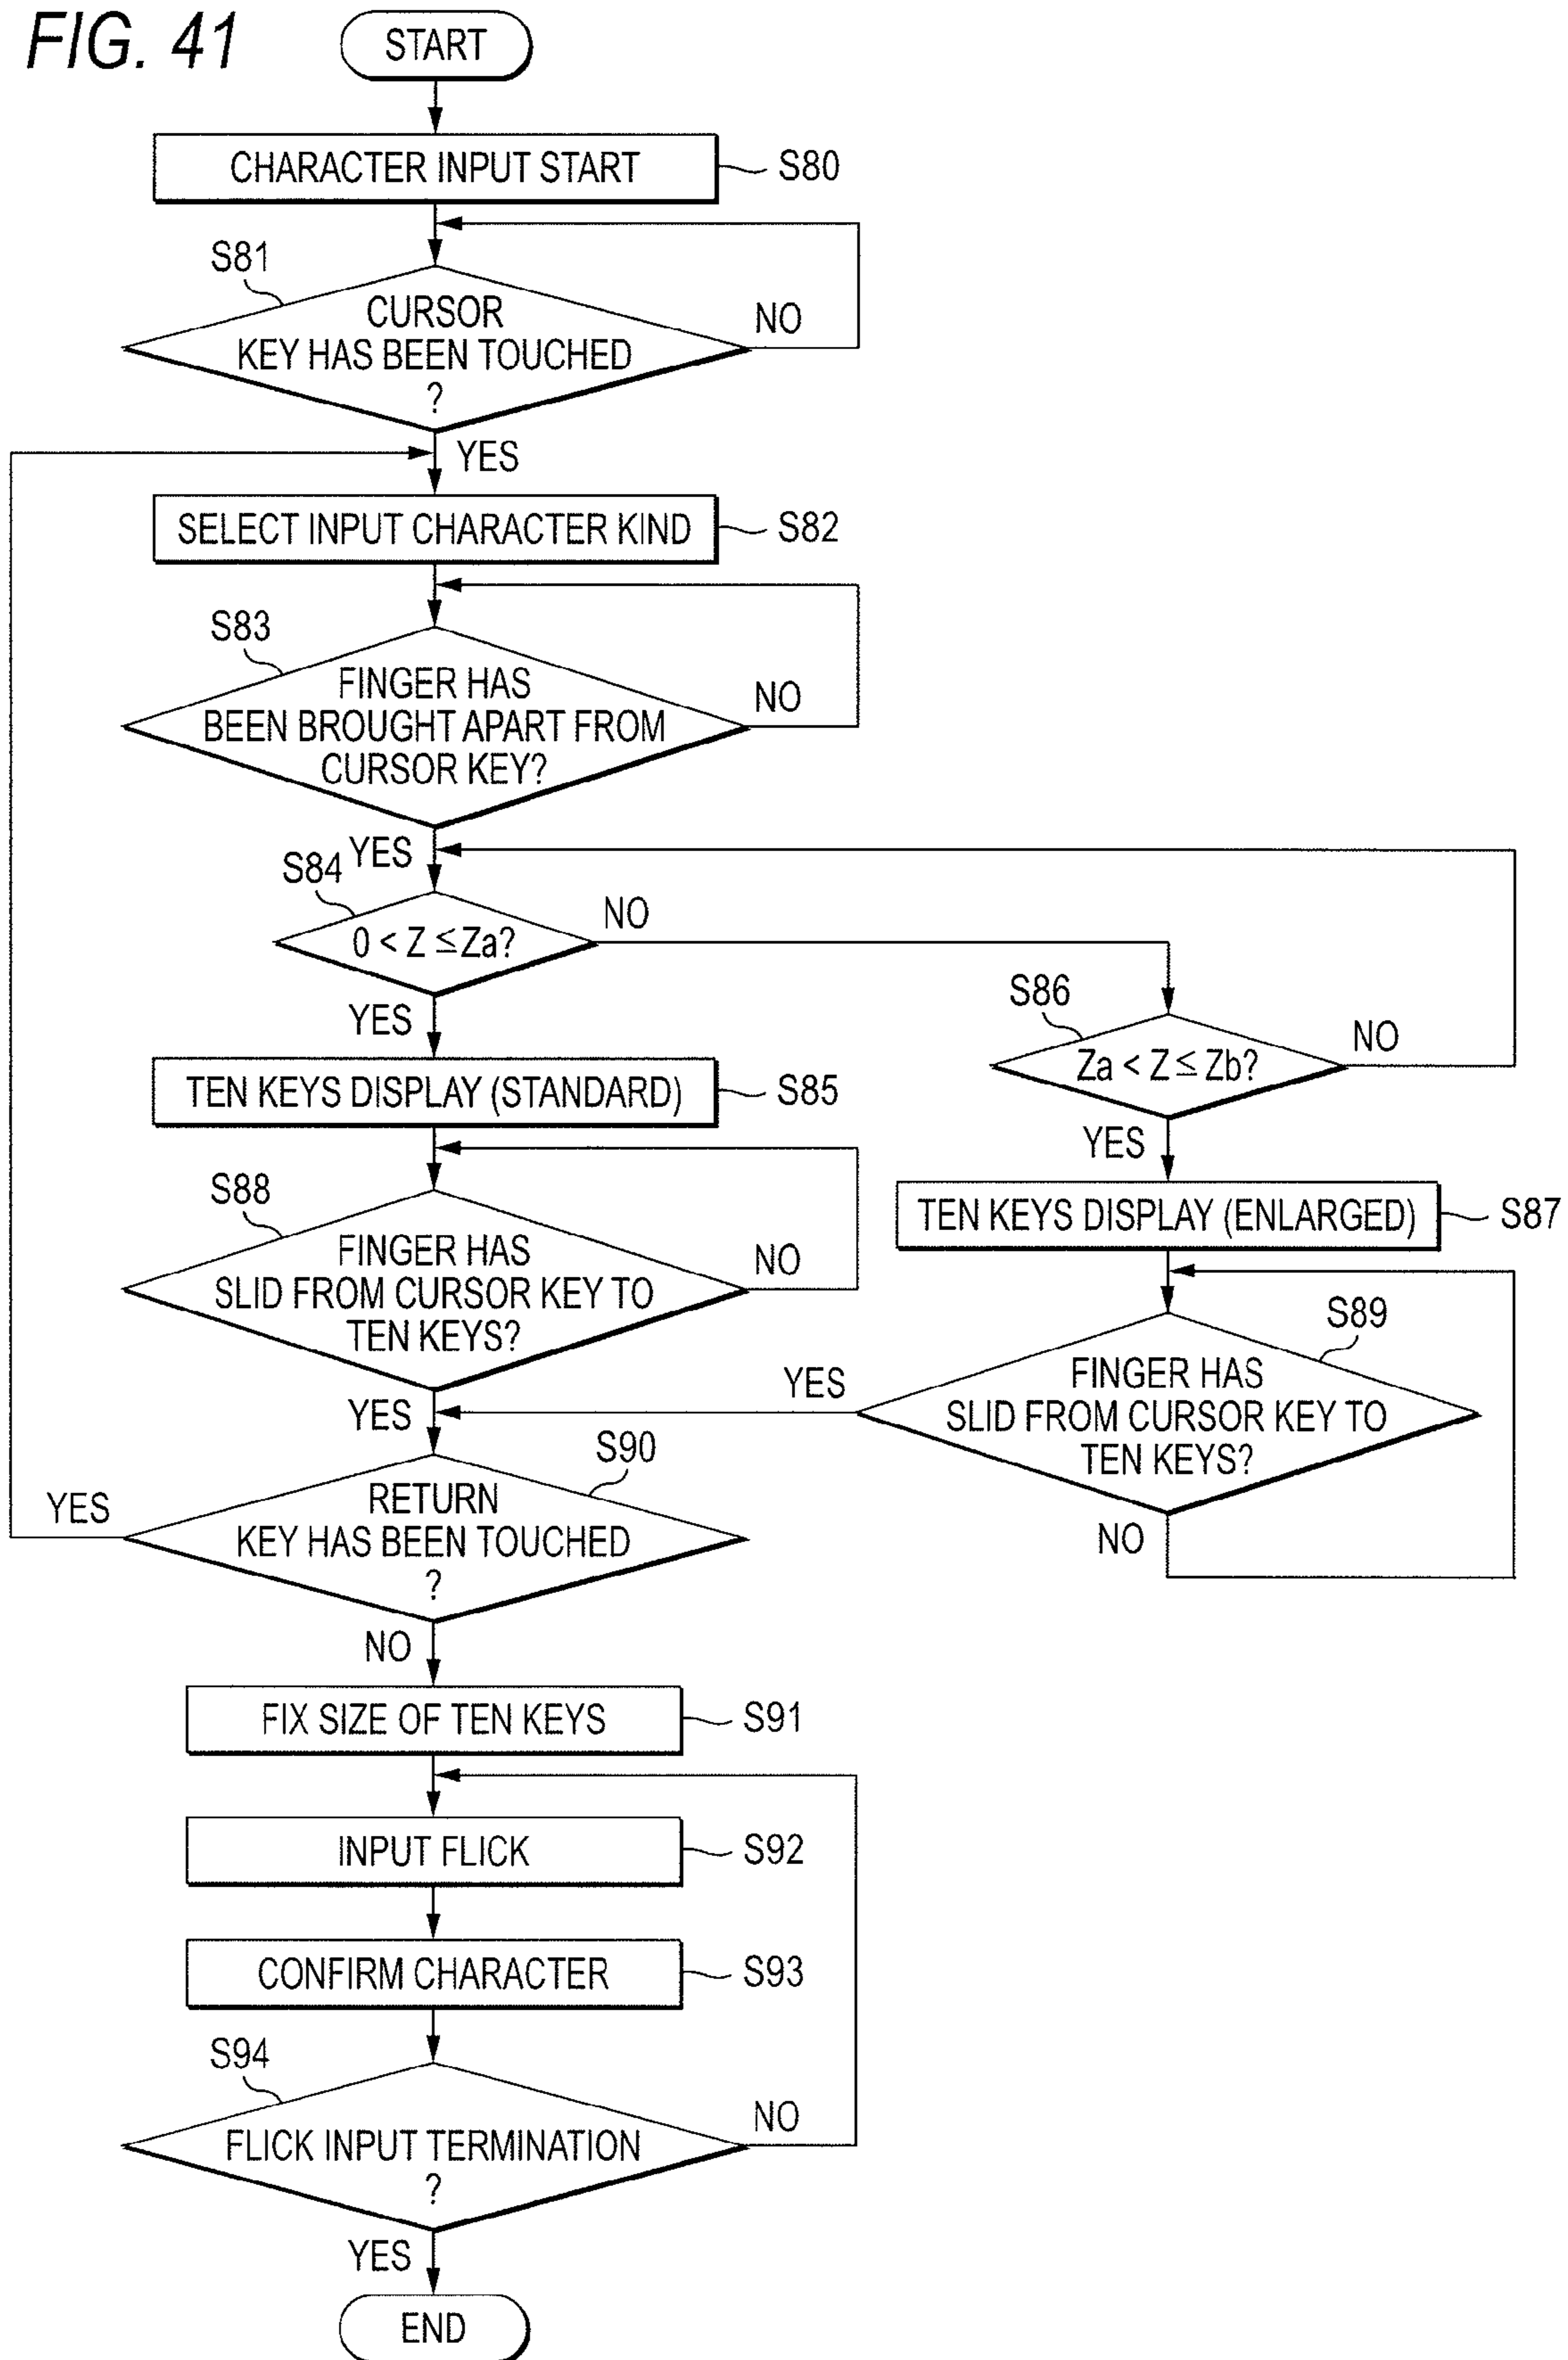 FIG. 41
START
CHARACTER INPUT START
S80
S81
CURSOR
KEY HAS BEEN TOUCHED
?
NO
YES
SELECT INPUT CHARACTER KIND
S82
S83
FINGER HAS
BEEN BROUGHT APART FROM
CURSOR KEY?
NO
YES
S84
0 < Z ≦ Za?
NO
YES
S86
Za < Z ≦ Zb?
NO
YES
TEN KEYS DISPLAY (STANDARD)
S85
TEN KEYS DISPLAY (ENLARGED)
S87
S88
FINGER HAS
SLID FROM CURSOR KEY TO
TEN KEYS?
NO
YES
S89
FINGER HAS
SLID FROM CURSOR KEY TO
TEN KEYS?
YES
NO
S90
RETURN
KEY HAS BEEN TOUCHED
?
YES
NO
FIX SIZE OF TEN KEYS
S91
INPUT FLICK
S92
CONFIRM CHARACTER
S93
S94
FLICK INPUT TERMINATION
?
NO
YES
END